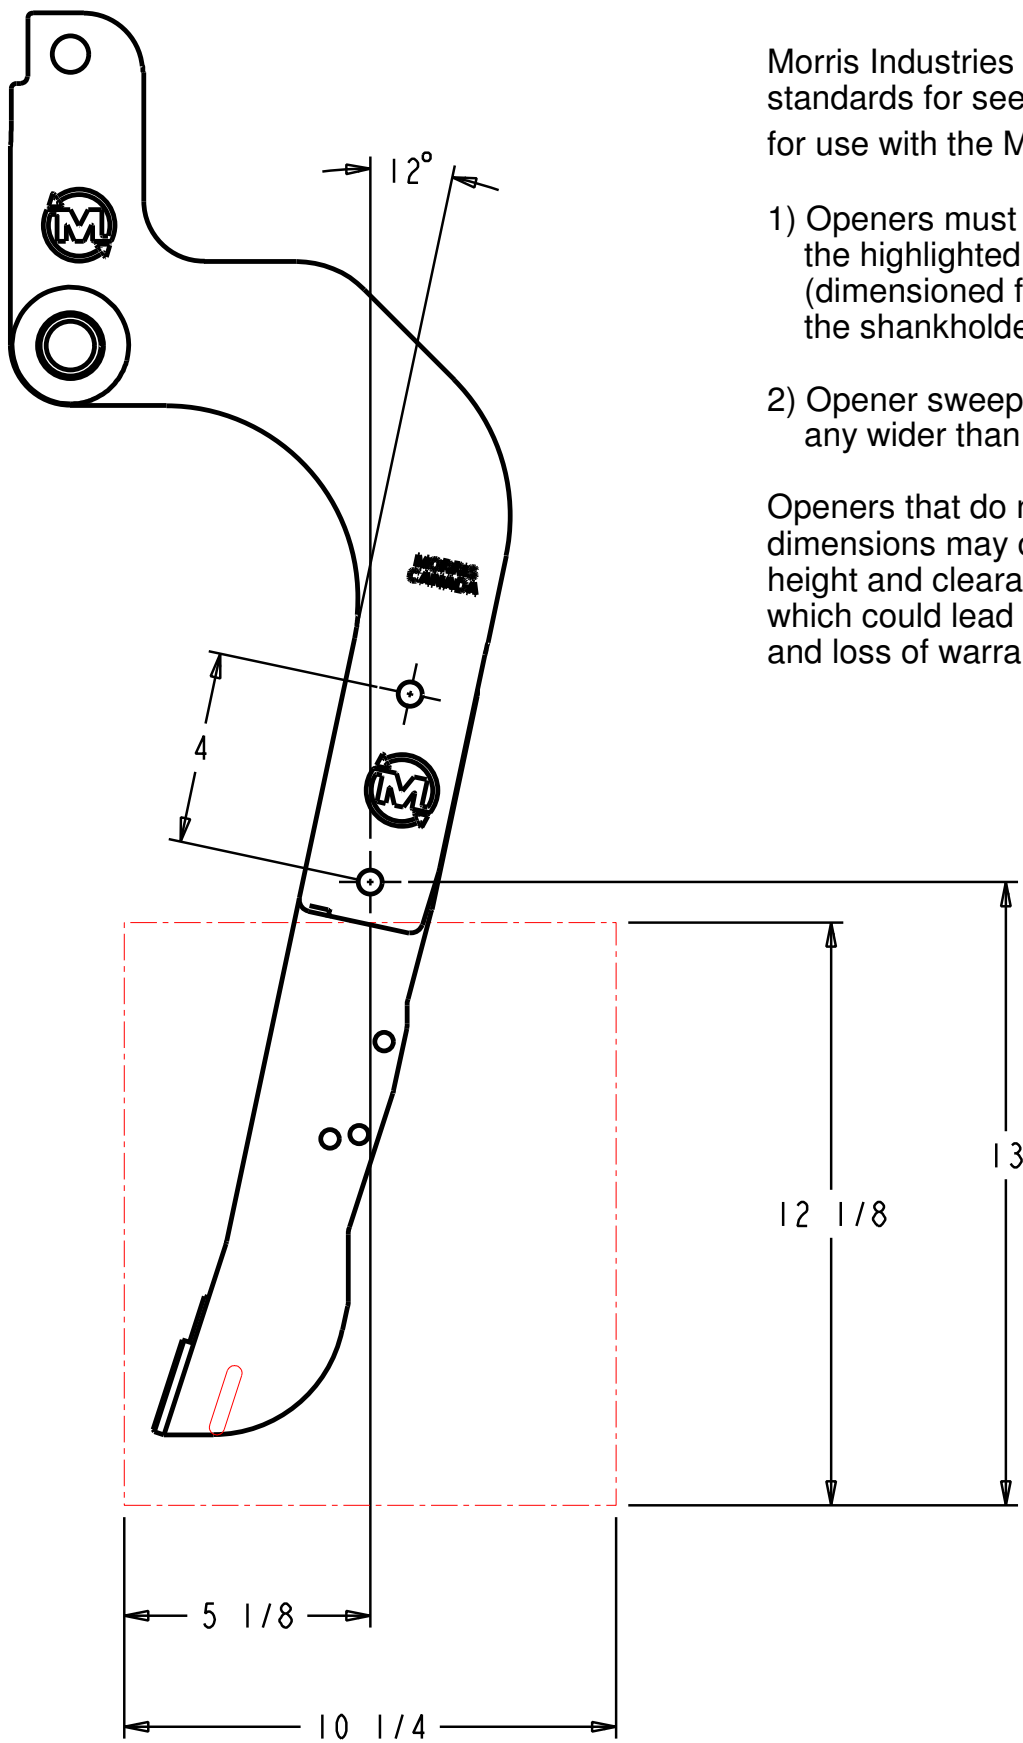 Morris Industries
standards for see
for use with the M
1) Openers must
the highlighted
(dimensioned f
the shankholde
2) Opener sweep
any wider than
Openers that do
dimensions may
height and cleara
which could lead
and loss of warra
12°
M
MORRIS
CANADA
4
M
13
12 1/8
5 1/8
10 1/4